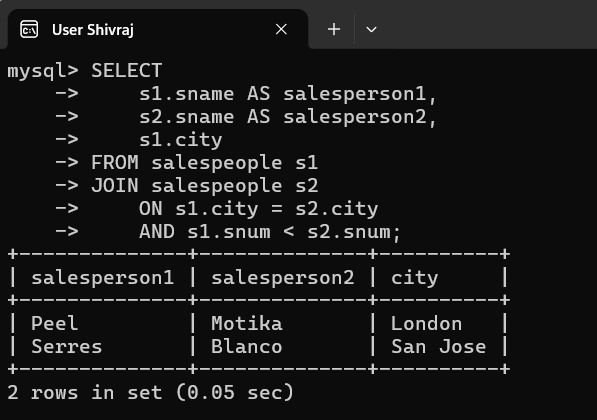 User Shivraj
mysql> SELECT
    ->     s1.sname AS salesperson1,
    ->     s2.sname AS salesperson2,
    ->     s1.city
    -> FROM salespeople s1
    -> JOIN salespeople s2
    ->     ON s1.city = s2.city
    ->     AND s1.snum < s2.snum;
+--------------+--------------+----------+
| salesperson1 | salesperson2 | city     |
+--------------+--------------+----------+
| Peel         | Motika       | London   |
| Serres       | Blanco       | San Jose |
+--------------+--------------+----------+
2 rows in set (0.05 sec)